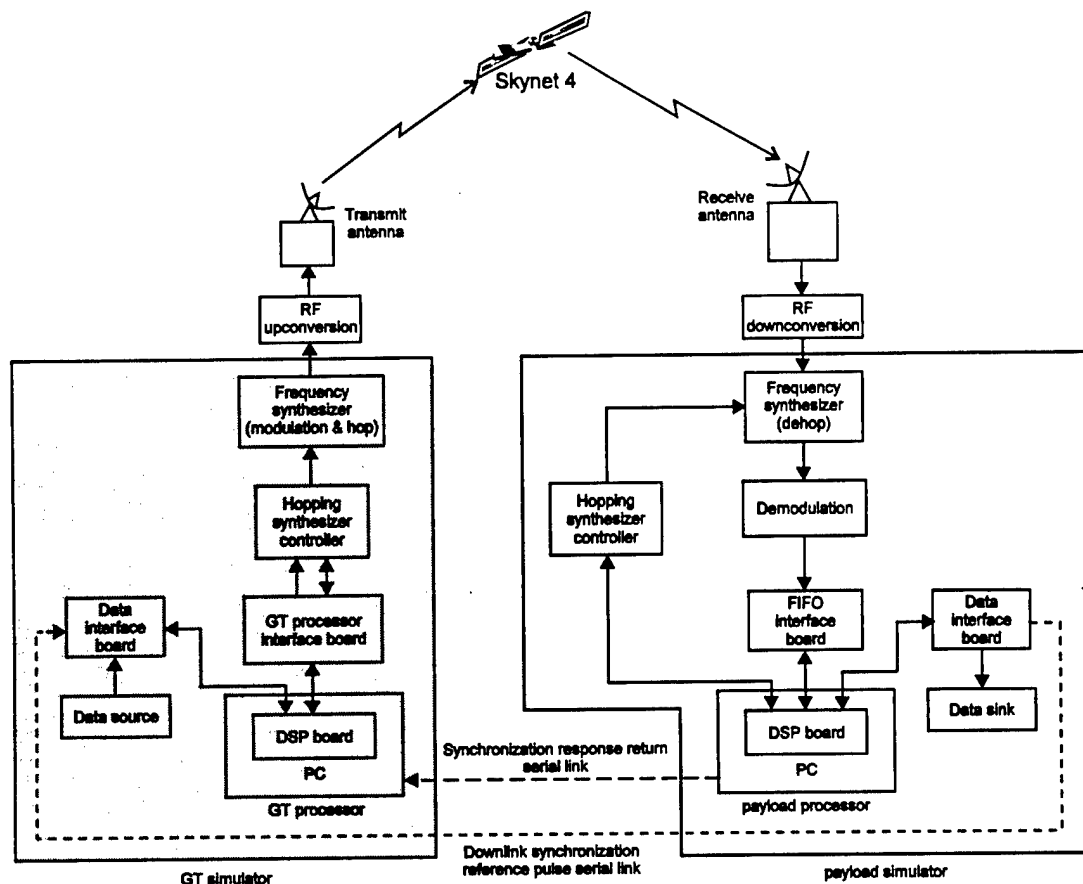 Skynet 4
Transmit
antenna
Receive
antenna
RF
upconversion
RF
downconversion
Frequency
synthesizer
(modulation & hop)
Hopping
synthesizer
controller
GT processor
interface board
Data
interface
board
Data source
DSP board
PC
GT processor
GT simulator
Frequency
synthesizer
(dehop)
Hopping
synthesizer
controller
Demodulation
FIFO
interface
board
Data
interface
board
Data sink
DSP board
PC
payload processor
payload simulator
Synchronization response return
serial link
Downlink synchronization
reference pulse serial link